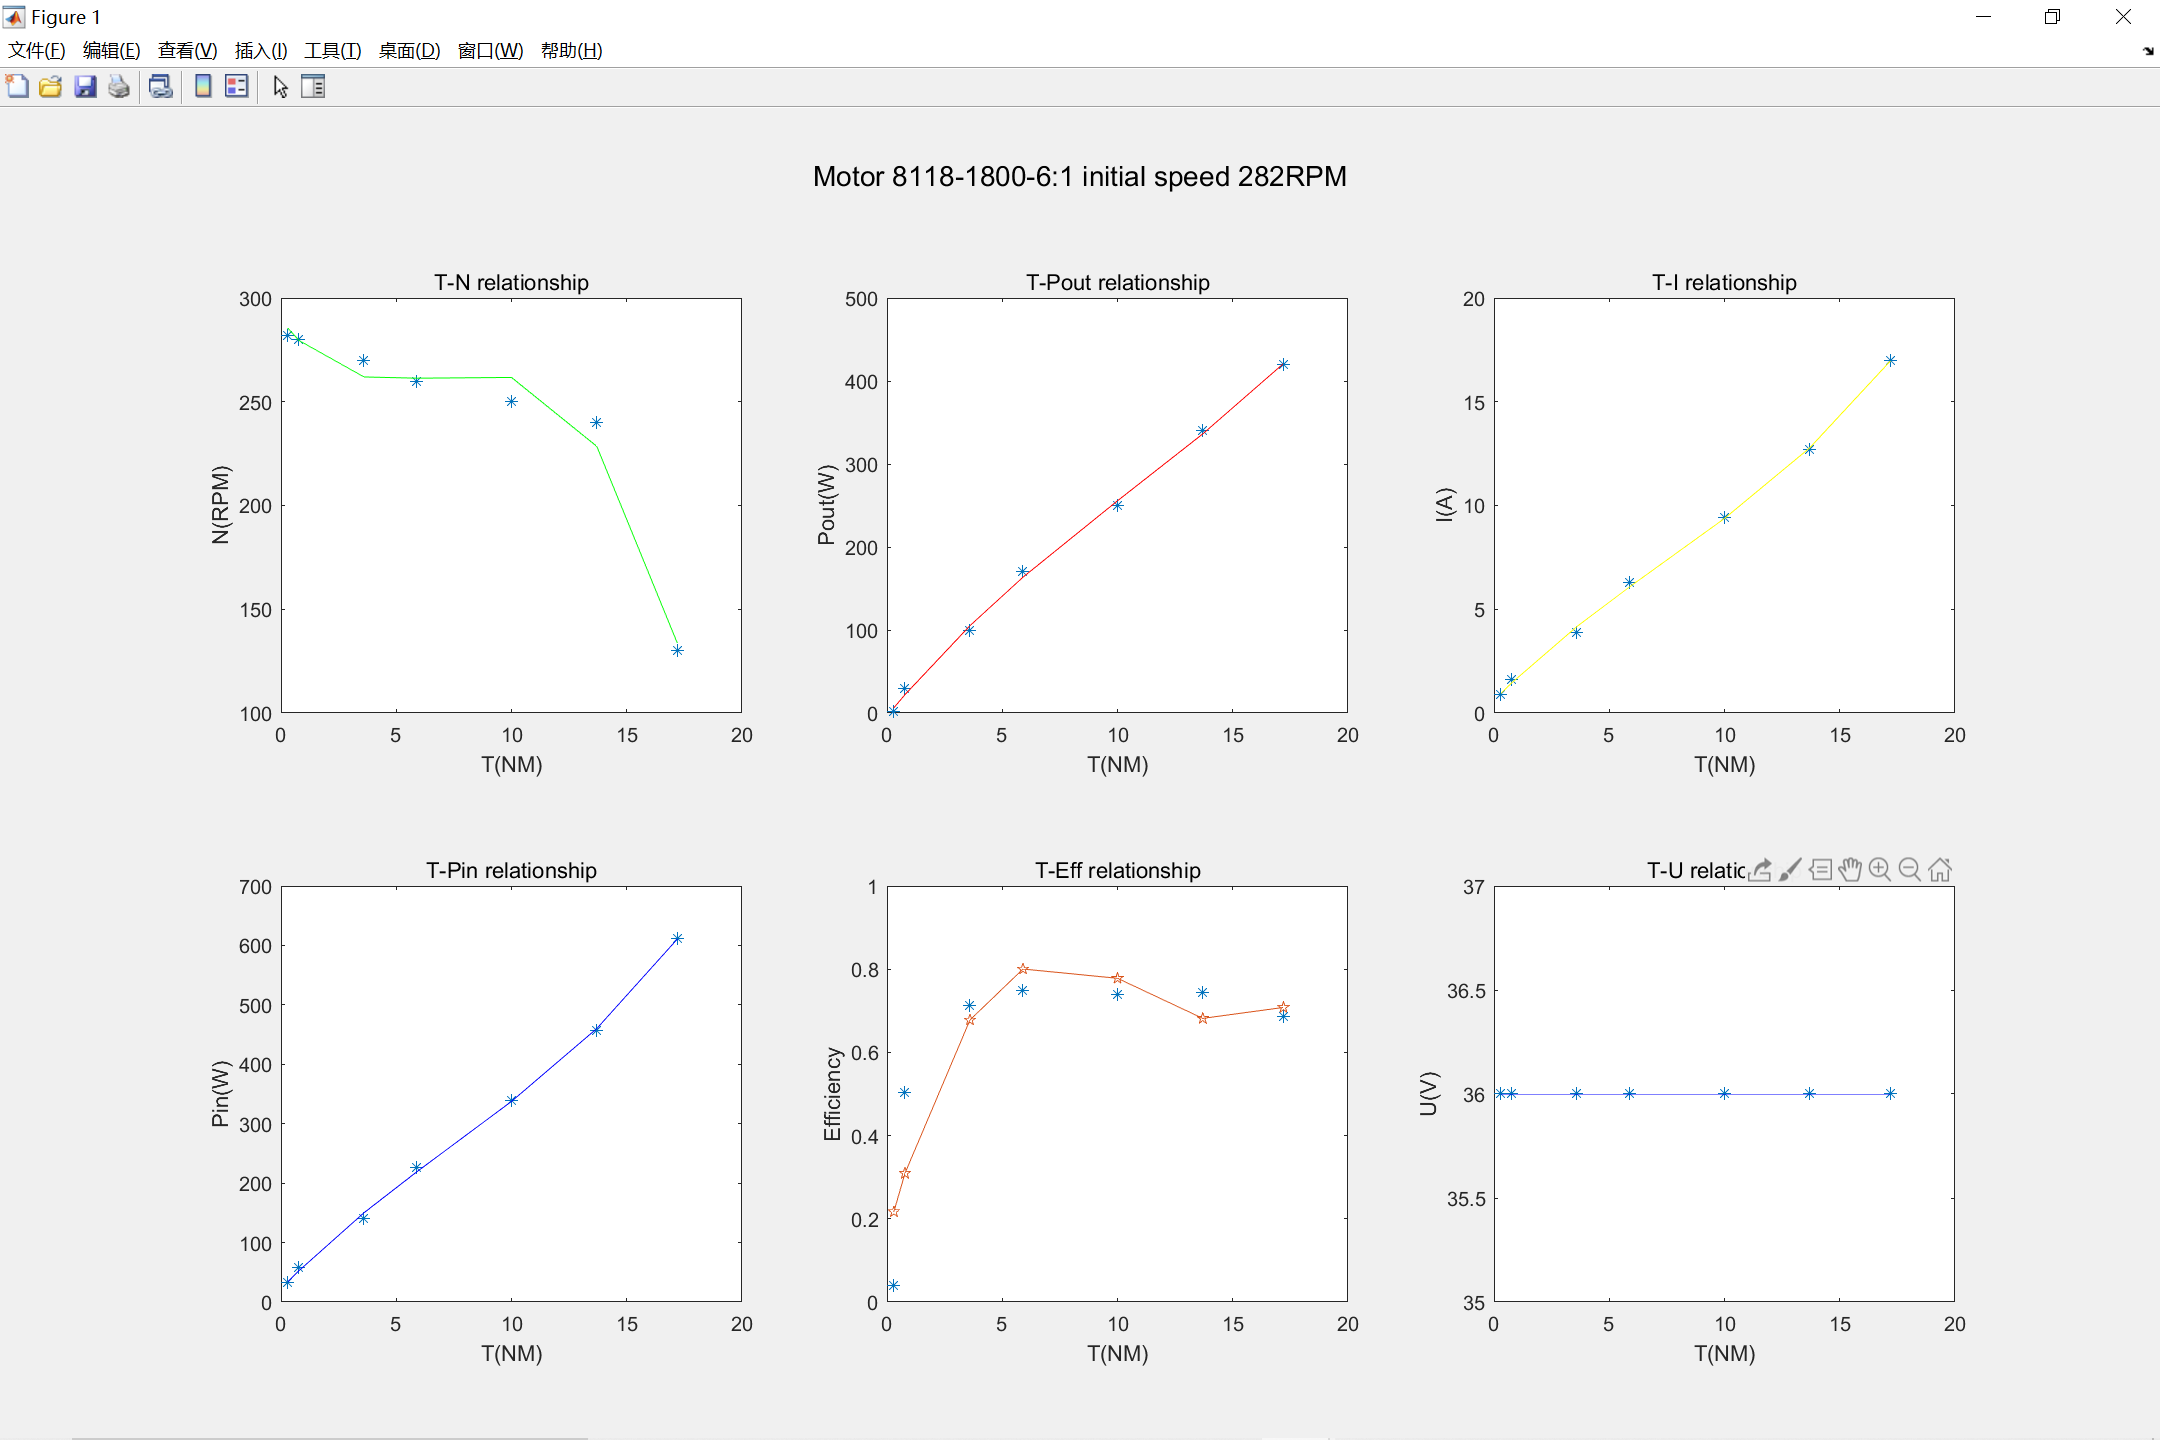 Figure 1
文件(F) 编辑(E) 查看(V) 插入(I) 工具(T) 桌面(D) 窗口(W) 帮助(H)
Motor 8118-1800-6:1 initial speed 282RPM
T-N relationship
300
250
200
150
100
N(RPM)
0 5 10 15 20
T(NM)
T-Pout relationship
500
400
300
200
100
0
Pout(W)
0 5 10 15 20
T(NM)
T-I relationship
20
15
10
5
0
I(A)
0 5 10 15 20
T(NM)
T-Pin relationship
700
600
500
400
300
200
100
0
Pin(W)
0 5 10 15 20
T(NM)
T-Eff relationship
1
0.8
0.6
0.4
0.2
0
Efficiency
0 5 10 15 20
T(NM)
T-U relatic
37
36.5
36
35.5
35
U(V)
0 5 10 15 20
T(NM)